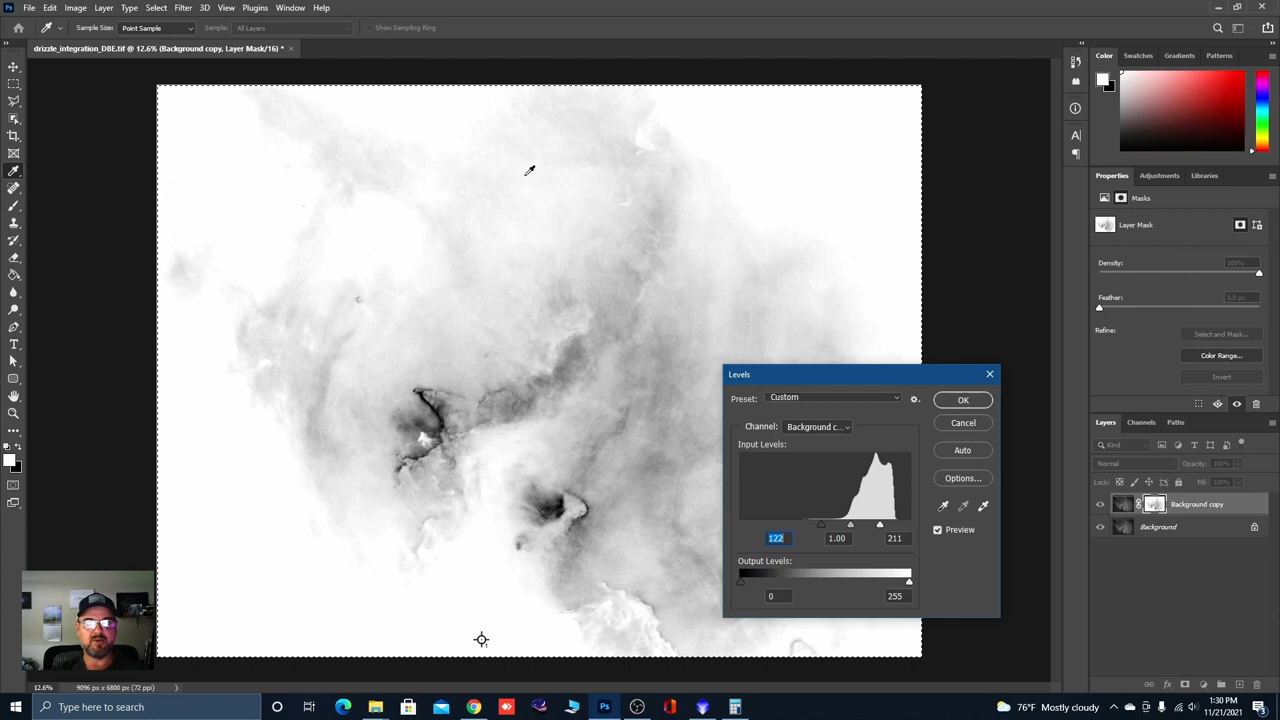 Ps File Edit Image Layer Type Select Filter 3D View Plugins Window Help
Sample Size: Point Sample Sample: All Layers Show Sampling Ring
drizzle_integration_DBE.tif @ 12.6% (Background copy, Layer Mask/16) *
Color Swatches Gradients Patterns
Properties Adjustments Libraries
Masks
Layer Mask
Density: 100%
Feather: 0.0 px
Refine: Select and Mask...
Color Range...
Invert
Levels
Preset: Custom OK
Channel: Background c... Cancel
Input Levels: Auto
Options...
Preview
122 1.00 211
Output Levels:
0 255
Layers Channels Paths
Kind
Normal Opacity: 100%
Lock: Fill: 100%
Background copy
Background
12.6% 9096 px x 6800 px (72 ppi)
Type here to search
Ps
76°F Mostly cloudy
1:30 PM
11/21/2021
3